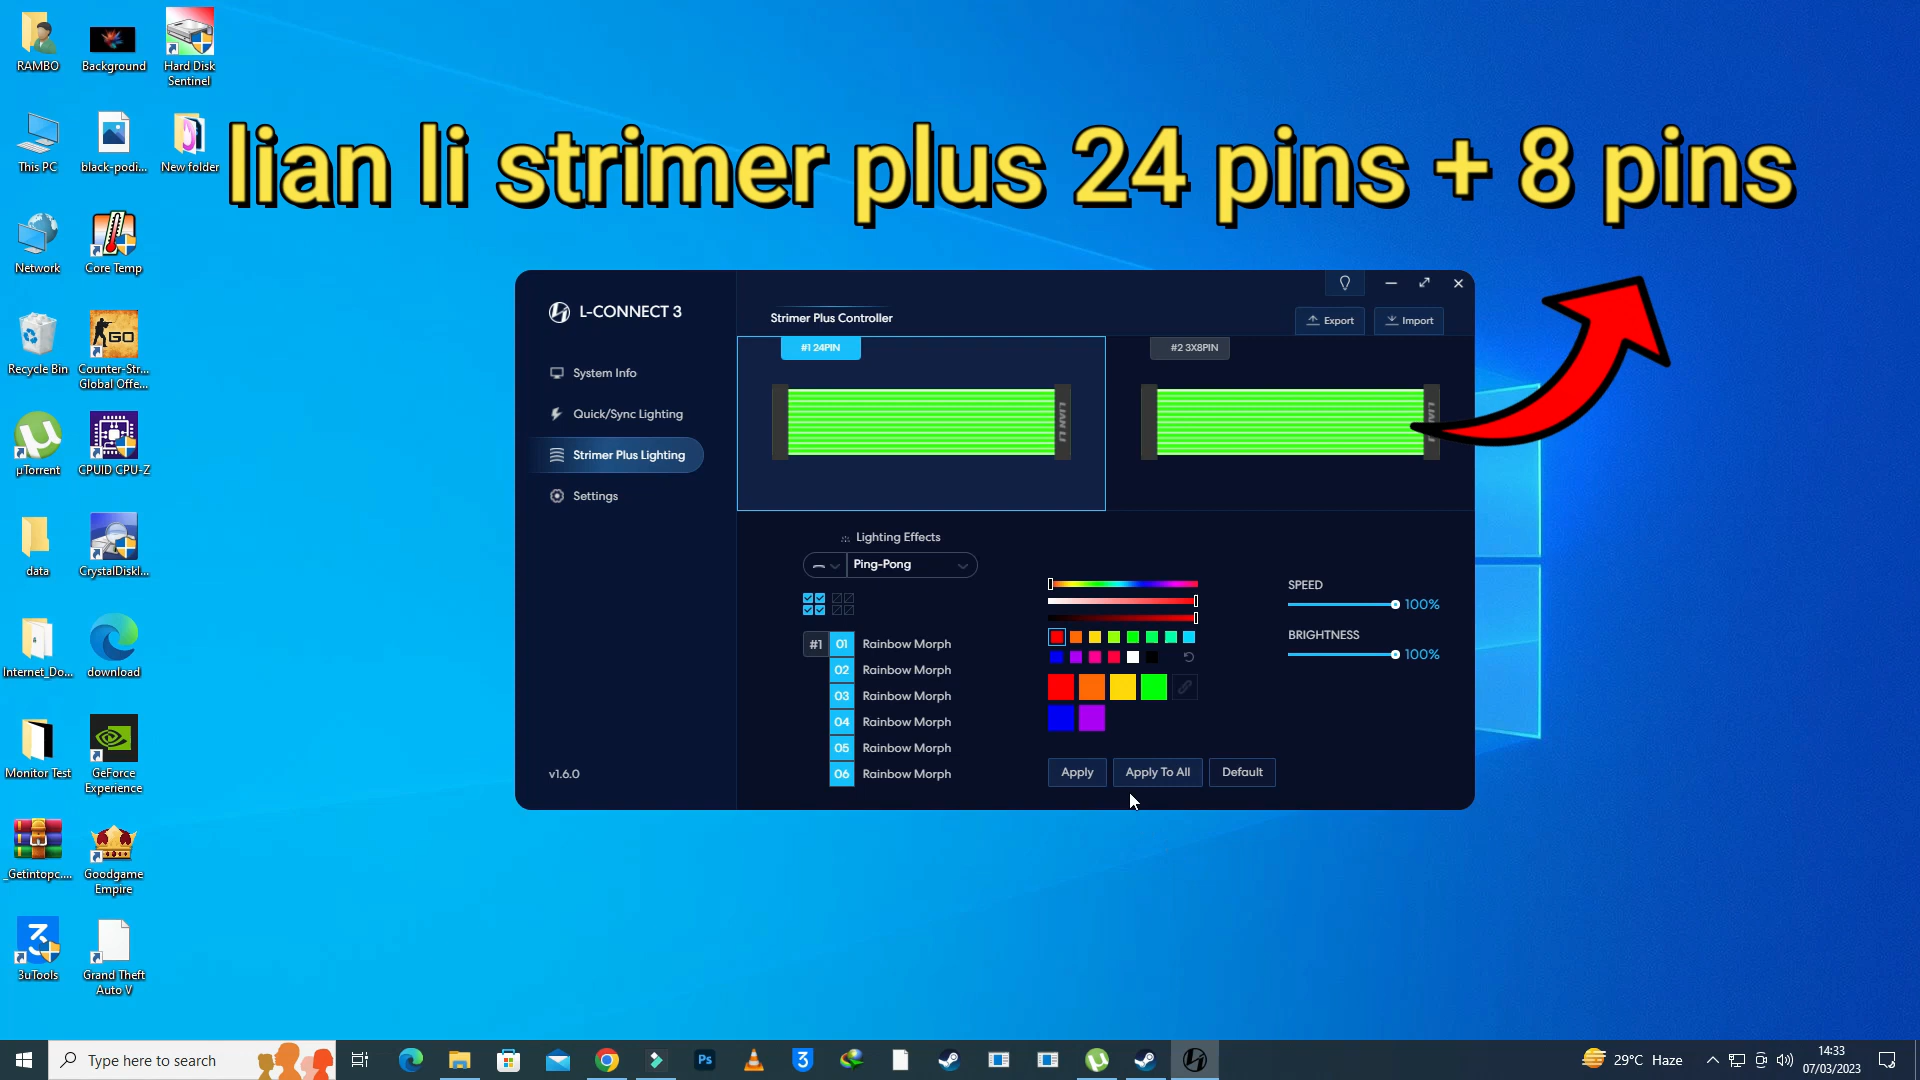 RAMBO
Background
Hard Disk
Sentinel
This PC
black-podi...
New folder
lian li strimer plus 24 pins + 8 pins
Network
Core Temp
Recycle Bin
Counter-Str...
Global Offe...
GO
µTorrent
CPUID CPU-Z
data
CrystalDiskI...
Internet_Do...
download
Monitor Test
GeForce
Experience
_Getintopc....
Goodgame
Empire
3uTools
Grand Theft
Auto V
L-CONNECT 3
System Info
Quick/Sync Lighting
Strimer Plus Lighting
Settings
v1.6.0
Strimer Plus Controller
Export
Import
#1 24PIN
#2 3X8PIN
LIAN LI
Lighting Effects
Ping-Pong
#1 01 Rainbow Morph
02 Rainbow Morph
03 Rainbow Morph
04 Rainbow Morph
05 Rainbow Morph
06 Rainbow Morph
SPEED
100%
BRIGHTNESS
100%
Apply
Apply To All
Default
Type here to search
Ps
3
29°C Haze
14:33
07/03/2023